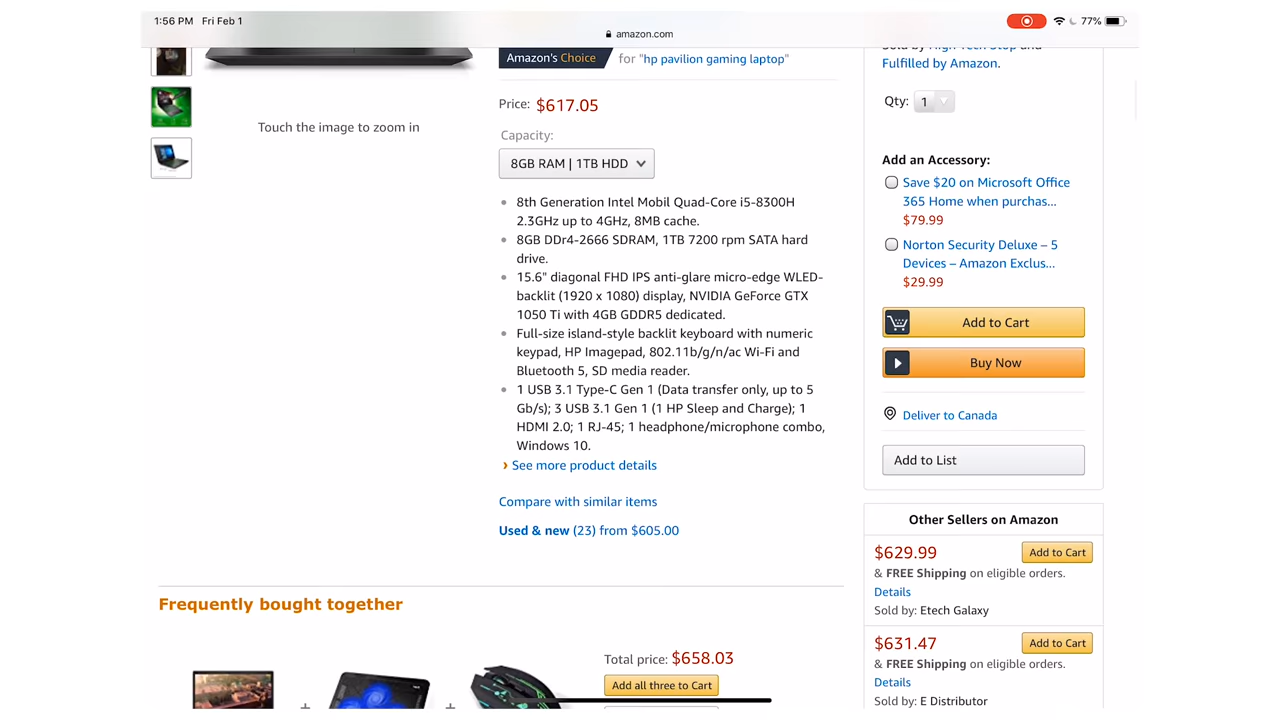 1:56 PM Fri Feb 1
77%
amazon.com
Amazon's Choice for "hp pavilion gaming laptop"
Price: $617.05
Capacity:
8GB RAM | 1TB HDD
8th Generation Intel Mobil Quad-Core i5-8300H
2.3GHz up to 4GHz, 8MB cache.
8GB DDr4-2666 SDRAM, 1TB 7200 rpm SATA hard
drive.
15.6" diagonal FHD IPS anti-glare micro-edge WLED-
backlit (1920 x 1080) display, NVIDIA GeForce GTX
1050 Ti with 4GB GDDR5 dedicated.
Full-size island-style backlit keyboard with numeric
keypad, HP Imagepad, 802.11b/g/n/ac Wi-Fi and
Bluetooth 5, SD media reader.
1 USB 3.1 Type-C Gen 1 (Data transfer only, up to 5
Gb/s); 3 USB 3.1 Gen 1 (1 HP Sleep and Charge); 1
HDMI 2.0; 1 RJ-45; 1 headphone/microphone combo,
Windows 10.
› See more product details
Compare with similar items
Used & new (23) from $605.00
Touch the image to zoom in
Sold by High Tech Stop and
Fulfilled by Amazon.
Qty: 1
Add an Accessory:
Save $20 on Microsoft Office
365 Home when purchas...
$79.99
Norton Security Deluxe – 5
Devices – Amazon Exclus...
$29.99
Add to Cart
Buy Now
Deliver to Canada
Add to List
Other Sellers on Amazon
$629.99 Add to Cart
& FREE Shipping on eligible orders.
Details
Sold by: Etech Galaxy
$631.47 Add to Cart
& FREE Shipping on eligible orders.
Details
Sold by: E Distributor
Frequently bought together
+ +
Total price: $658.03
Add all three to Cart